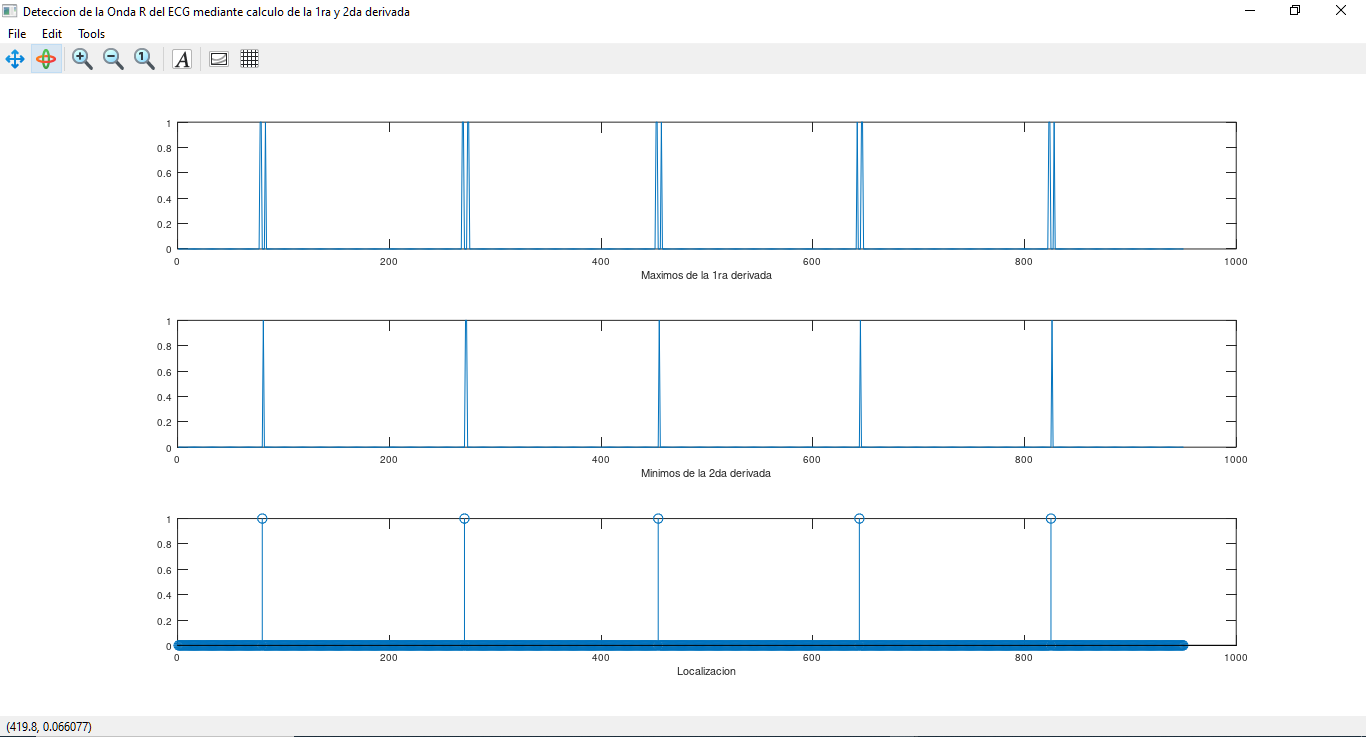 Deteccion de la Onda R del ECG mediante calculo de la 1ra y 2da derivada
File Edit Tools
1 A
1
0.8
0.6
0.4
0.2
0
0 200 400 600 800 1000
Maximos de la 1ra derivada
1
0.8
0.6
0.4
0.2
0
0 200 400 600 800 1000
Minimos de la 2da derivada
1
0.8
0.6
0.4
0.2
0
0 200 400 600 800 1000
Localizacion
(419.8, 0.066077)